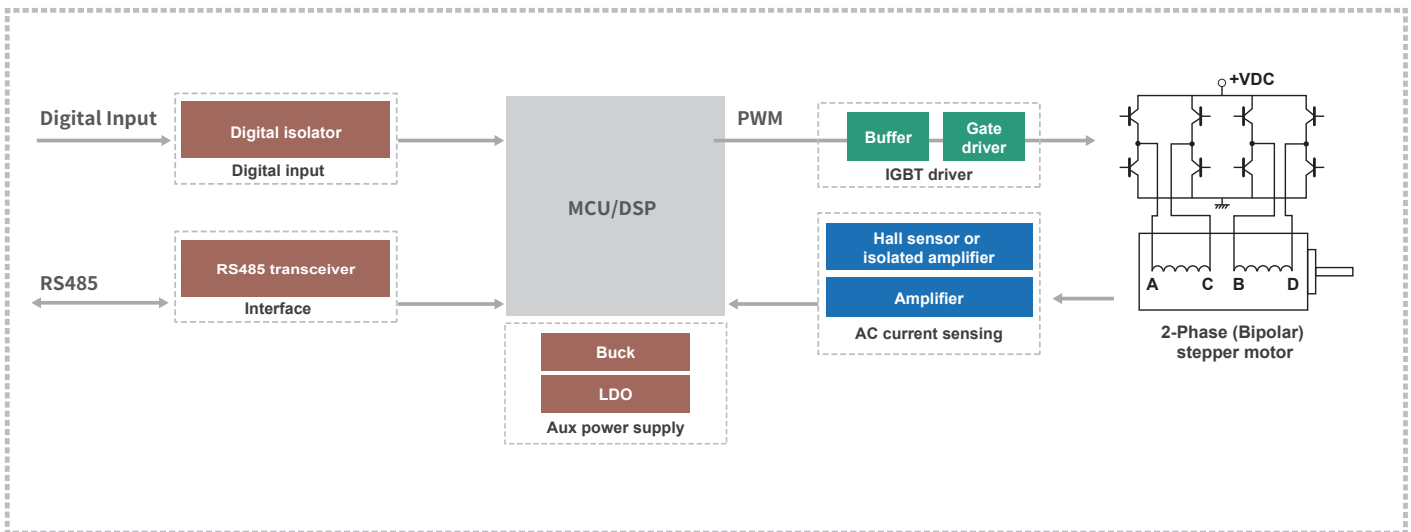 Digital Input
Digital isolator
Digital input
RS485
RS485 transceiver
Interface
MCU/DSP
Buck
LDO
Aux power supply
PWM
Buffer
Gate
driver
IGBT driver
Hall sensor or
isolated amplifier
Amplifier
AC current sensing
+VDC
A C B D
2-Phase (Bipolar)
stepper motor